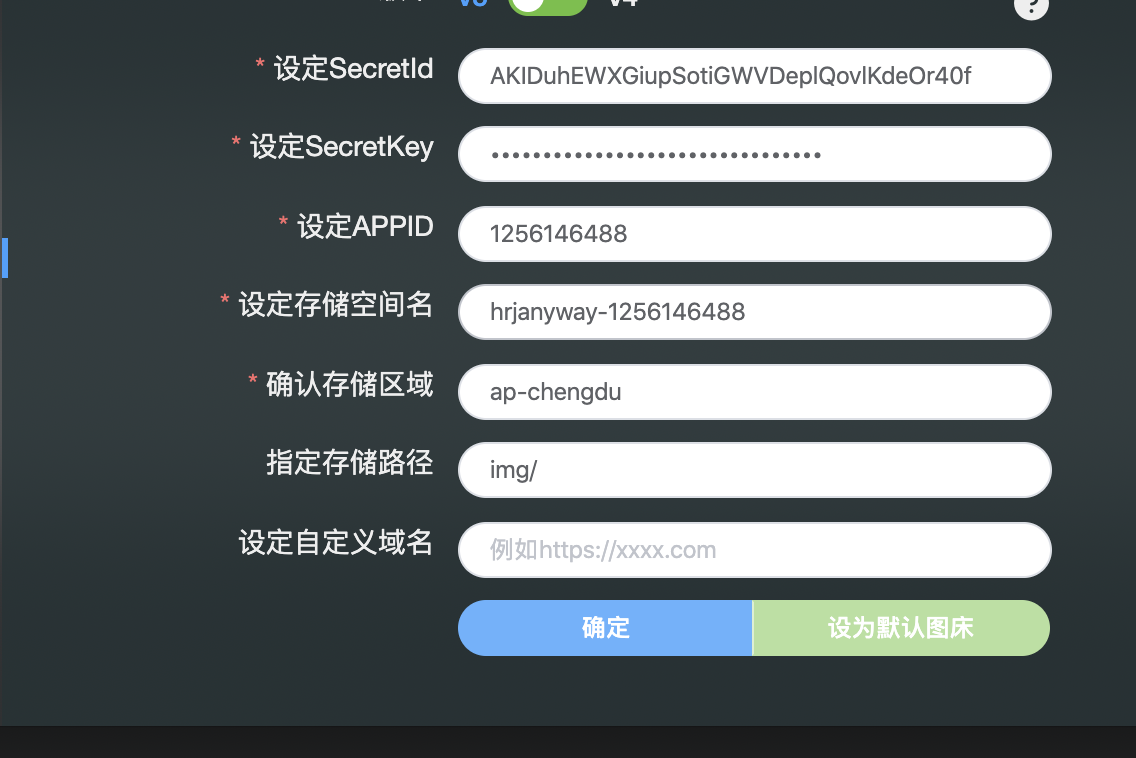 v5 v4 ?
* 设定SecretId AKIDuhEWXGiupSotiGWVDeplQovlKdeOr40f
* 设定SecretKey ••••••••••••••••••••••••••••••••
* 设定APPID 1256146488
* 设定存储空间名 hrjanyway-1256146488
* 确认存储区域 ap-chengdu
指定存储路径 img/
设定自定义域名 例如https://xxxx.com
确定 设为默认图床